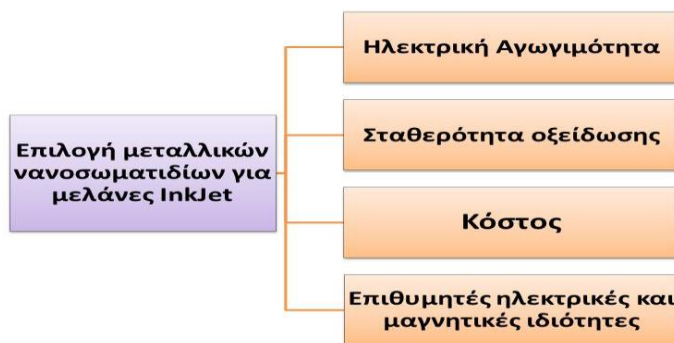 Επιλογή μεταλλικών
νανοσωματιδίων για
μελάνες InkJet
Ηλεκτρική Αγωγιμότητα
Σταθερότητα οξείδωσης
Κόστος
Επιθυμητές ηλεκτρικές και
μαγνητικές ιδιότητες